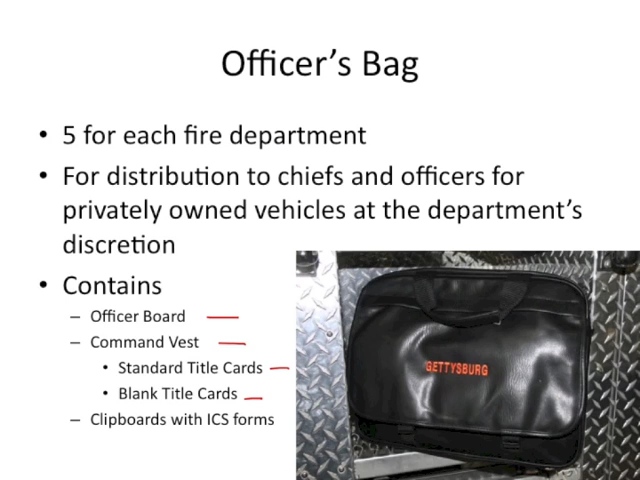 Officer’s Bag
• 5 for each fire department
• For distribution to chiefs and officers for
privately owned vehicles at the department’s
discretion
• Contains
– Officer Board
– Command Vest
• Standard Title Cards
• Blank Title Cards
– Clipboards with ICS forms
GETTYSBURG